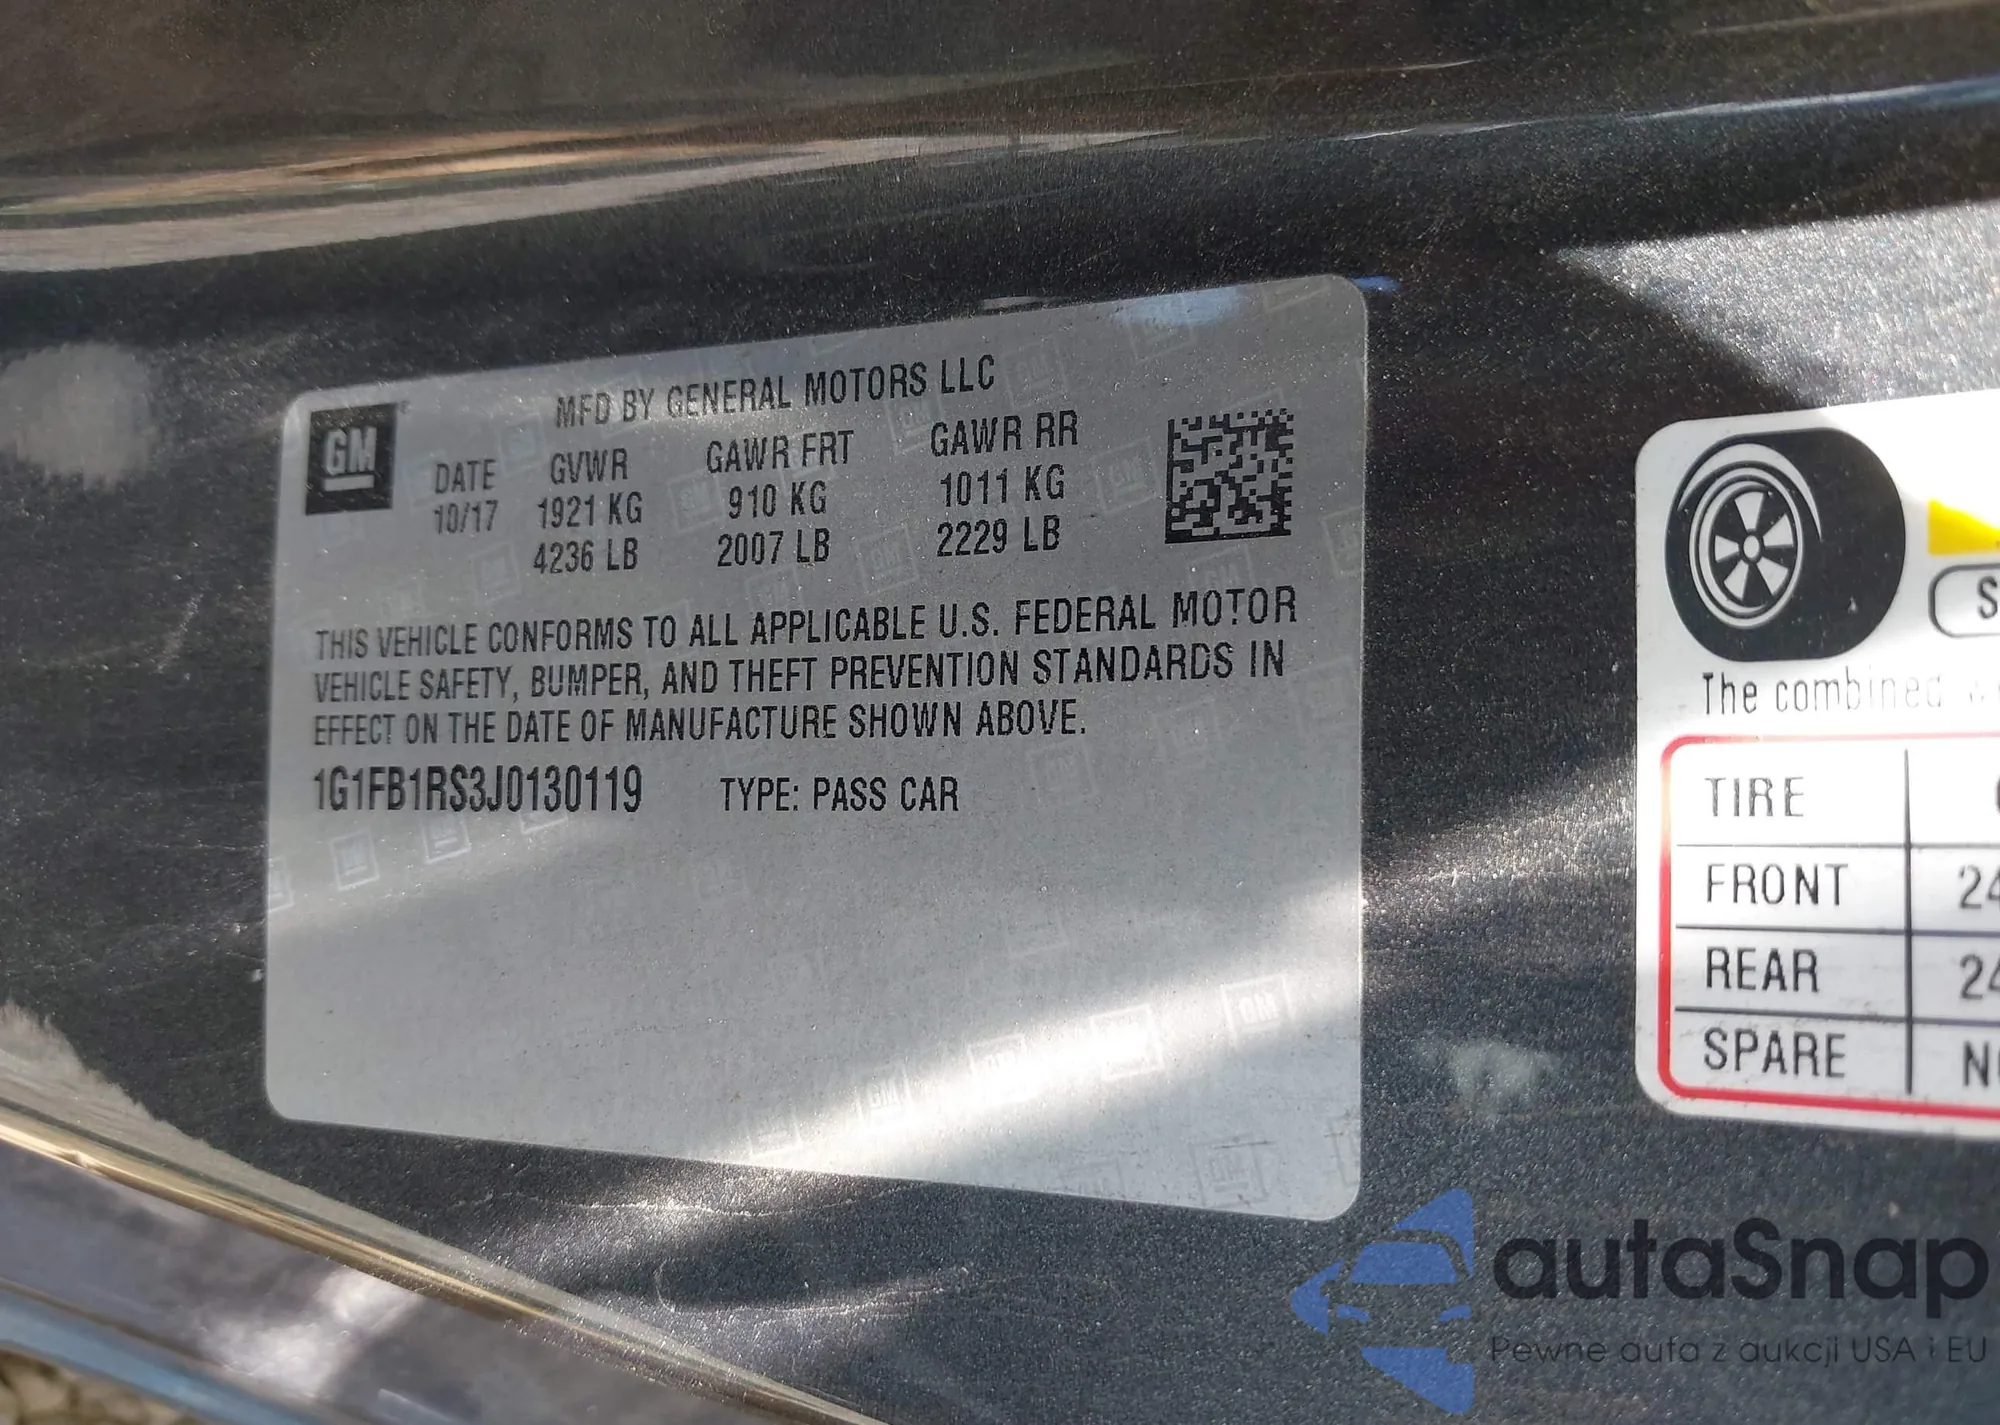 MFD BY GENERAL MOTORS LLC
GM
DATE GVWR GAWR FRT GAWR RR
10/17 1921 KG 910 KG 1011 KG
4236 LB 2007 LB 2229 LB
THIS VEHICLE CONFORMS TO ALL APPLICABLE U.S. FEDERAL MOTOR
VEHICLE SAFETY, BUMPER, AND THEFT PREVENTION STANDARDS IN
EFFECT ON THE DATE OF MANUFACTURE SHOWN ABOVE.
1G1FB1RS3J0130119 TYPE: PASS CAR
The combined
TIRE
FRONT 24
REAR 24
SPARE
autaSnap
Pewne auta z aukcji USA i EU